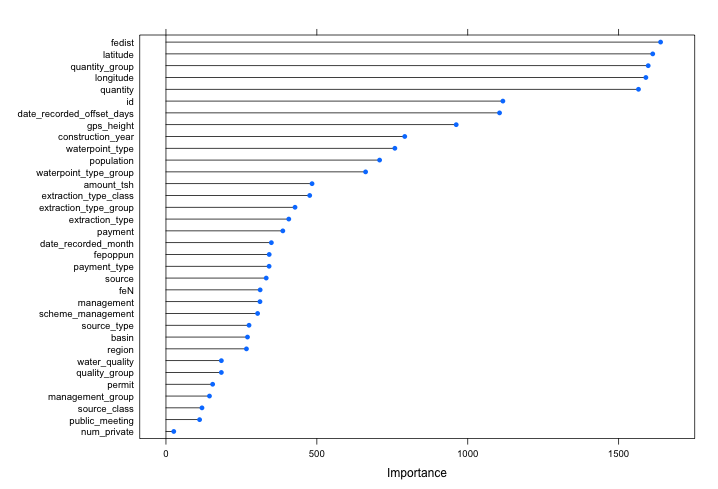 fedist
latitude
quantity_group
longitude
quantity
id
date_recorded_offset_days
gps_height
construction_year
waterpoint_type
population
waterpoint_type_group
amount_tsh
extraction_type_class
extraction_type_group
extraction_type
payment
date_recorded_month
fepoppun
payment_type
source
feN
management
scheme_management
source_type
basin
region
water_quality
quality_group
permit
management_group
source_class
public_meeting
num_private
0 500 1000 1500
Importance